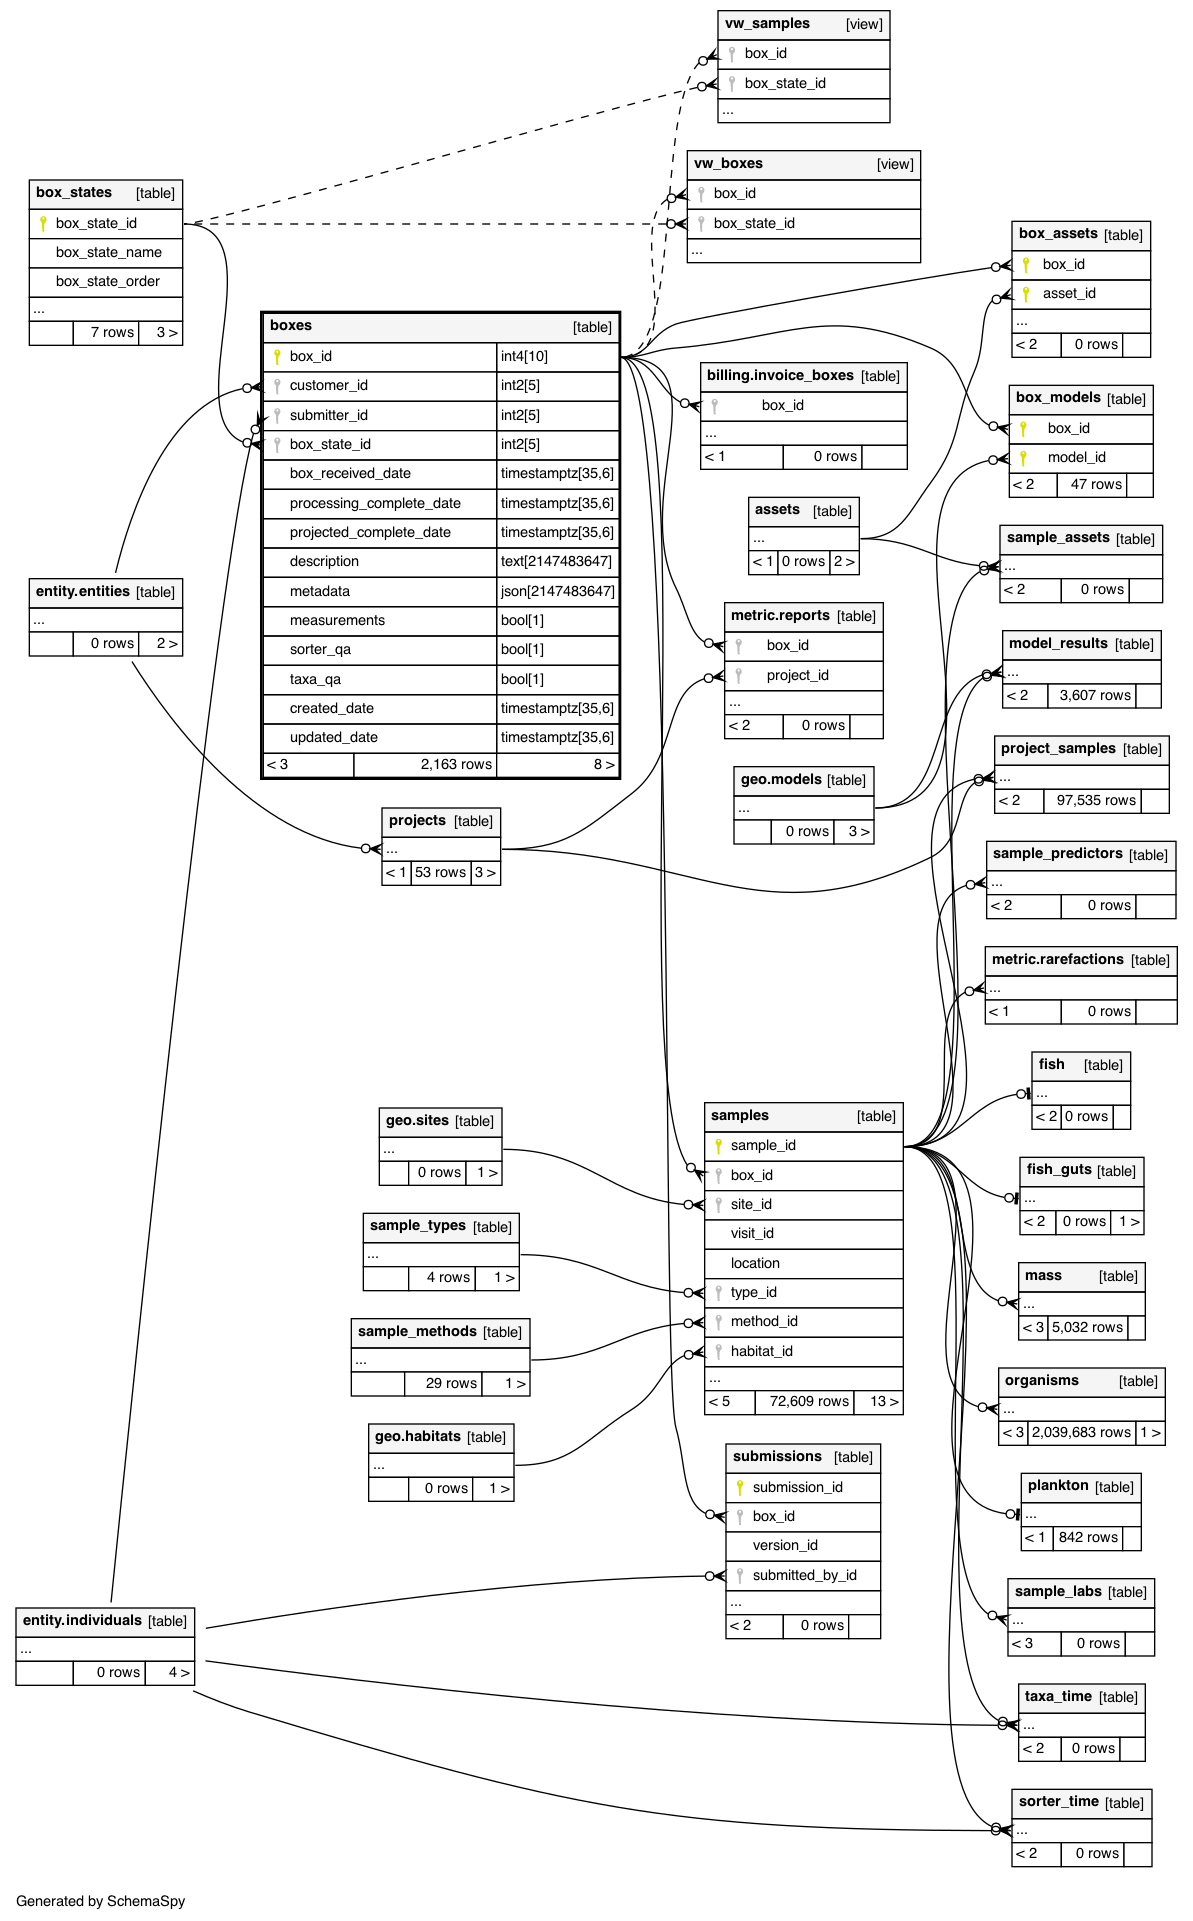 vw_samples [view]
box_id
box_state_id
...
vw_boxes [view]
box_id
box_state_id
...
box_states [table]
box_state_id
box_state_name
box_state_order
...
7 rows 3 >
box_assets [table]
box_id
asset_id
...
< 2 0 rows
boxes [table]
box_id int4[10]
customer_id int2[5]
submitter_id int2[5]
box_state_id int2[5]
box_received_date timestamptz[35,6]
processing_complete_date timestamptz[35,6]
projected_complete_date timestamptz[35,6]
description text[2147483647]
metadata json[2147483647]
measurements bool[1]
sorter_qa bool[1]
taxa_qa bool[1]
created_date timestamptz[35,6]
updated_date timestamptz[35,6]
< 3 2,163 rows 8 >
billing.invoice_boxes [table]
box_id
...
< 1 0 rows
box_models [table]
box_id
model_id
< 2 47 rows
assets [table]
...
< 1 0 rows 2 >
sample_assets [table]
...
< 2 0 rows
entity.entities [table]
...
0 rows 2 >
metric.reports [table]
box_id
project_id
...
< 2 0 rows
model_results [table]
...
< 2 3,607 rows
geo.models [table]
...
0 rows 3 >
project_samples [table]
...
< 2 97,535 rows
projects [table]
...
< 1 53 rows 3 >
sample_predictors [table]
...
< 2 0 rows
metric.rarefactions [table]
...
< 1 0 rows
fish [table]
...
< 2 0 rows
geo.sites [table]
...
0 rows 1 >
samples [table]
sample_id
box_id
site_id
visit_id
location
type_id
method_id
habitat_id
...
< 5 72,609 rows 13 >
fish_guts [table]
...
< 2 0 rows 1 >
sample_types [table]
...
4 rows 1 >
mass [table]
...
< 3 5,032 rows
sample_methods [table]
...
29 rows 1 >
organisms [table]
...
< 3 2,039,683 rows 1 >
geo.habitats [table]
...
0 rows 1 >
submissions [table]
submission_id
box_id
version_id
submitted_by_id
...
< 2 0 rows
plankton [table]
...
< 1 842 rows
sample_labs [table]
...
< 3 0 rows
entity.individuals [table]
...
0 rows 4 >
taxa_time [table]
...
< 2 0 rows
sorter_time [table]
...
< 2 0 rows
Generated by SchemaSpy